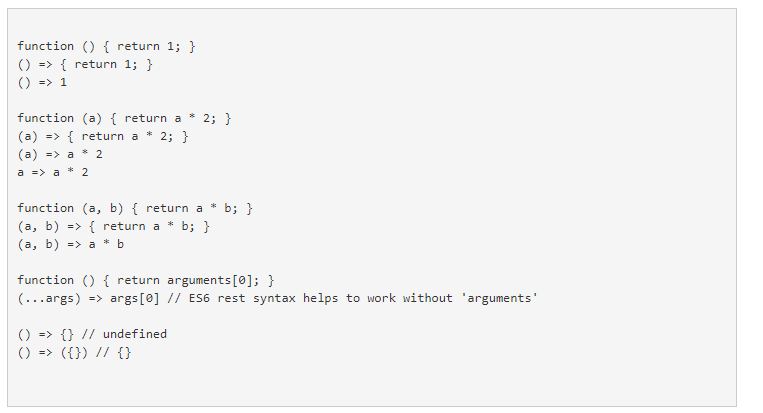 function () { return 1; }
() => { return 1; }
() => 1
function (a) { return a * 2; }
(a) => { return a * 2; }
(a) => a * 2
a => a * 2
function (a, b) { return a * b; }
(a, b) => { return a * b; }
(a, b) => a * b
function () { return arguments[0]; }
(...args) => args[0] // ES6 rest syntax helps to work without 'arguments'
() => {} // undefined
() => ({}) // {}